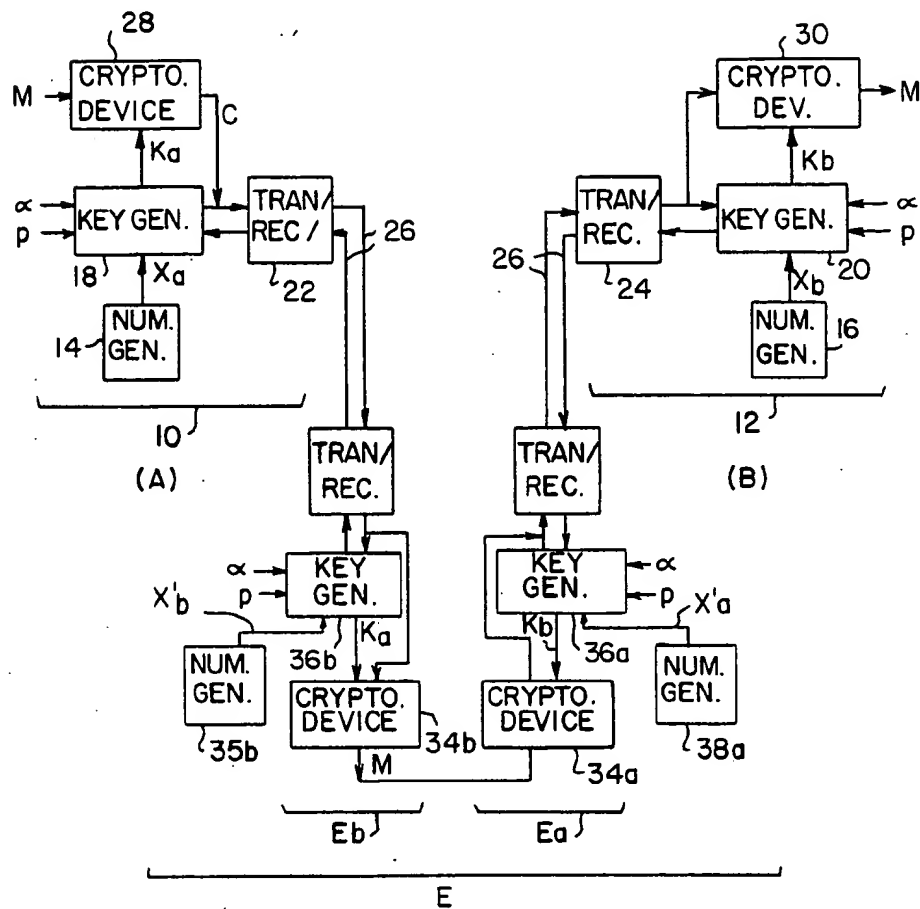 28
CRYPTO.
DEVICE
M
C
Ka
α
P
KEY GEN.
18
Xa
TRAN/
REC/
22
26
14
NUM.
GEN.
10
(A)
30
CRYPTO.
DEV.
M
Kb
TRAN/
REC.
24
26
KEY GEN.
α
P
20
Xb
NUM.
GEN.
16
12
(B)
TRAN/
REC.
α
P
KEY
GEN.
X'b
36b
Ka
NUM.
GEN.
35b
CRYPTO.
DEVICE
34b
M
Eb
TRAN/
REC.
KEY
GEN.
α
P
X'a
Kb
36a
NUM.
GEN.
38a
CRYPTO.
DEVICE
34a
Ea
E